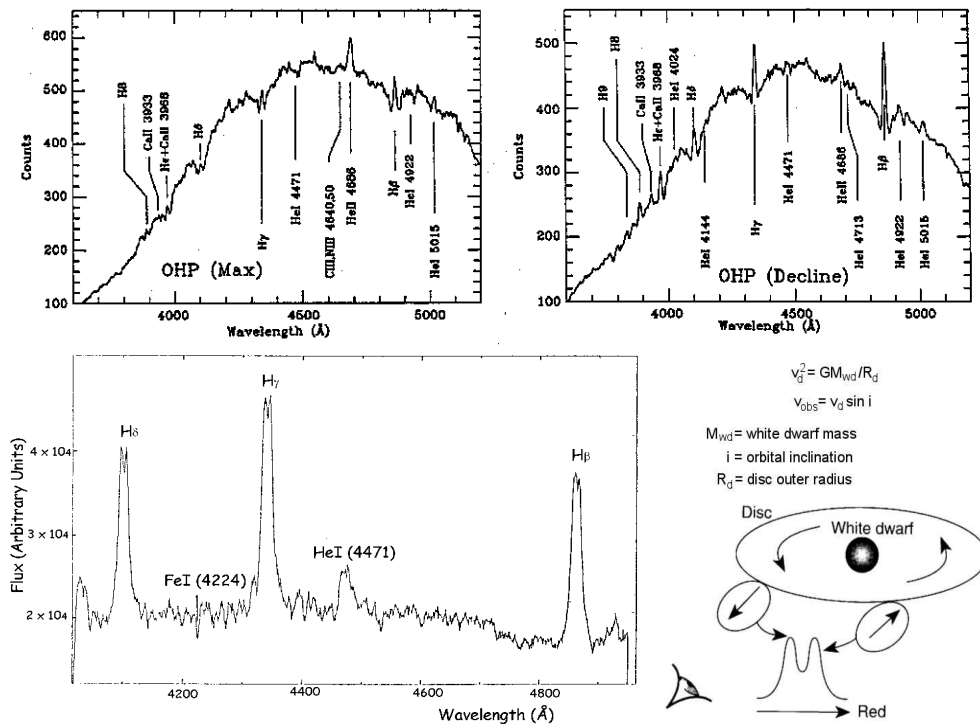 600
500
400
300
200
100
Counts
H8
CaII 3933
Hε+CaII 3968
Hδ
Hγ
HeI 4471
CIII,NIII 4640,50
HeII 4686
Hβ
HeI 4922
HeI 5015
OHP (Max)
4000
4500
5000
Wavelength (Å)
500
400
300
200
100
Counts
H9
H8
CaII 3933
Hε+CaII 3968
HeI 4024
Hδ
HeI 4144
Hγ
HeI 4471
HeII 4686
HeI 4713
Hβ
HeI 4922
HeI 5015
OHP (Decline)
4000
4500
5000
Wavelength (Å)
Flux (Arbitrary Units)
4×10⁴
3×10⁴
2×10⁴
Hδ
FeI (4224)
Hγ
HeI (4471)
Hβ
4200
4400
4600
4800
Wavelength (Å)
v_d²= GM_wd/R_d
v_obs= v_d sin i
M_wd= white dwarf mass
i = orbital inclination
R_d= disc outer radius
Disc
White dwarf
Red